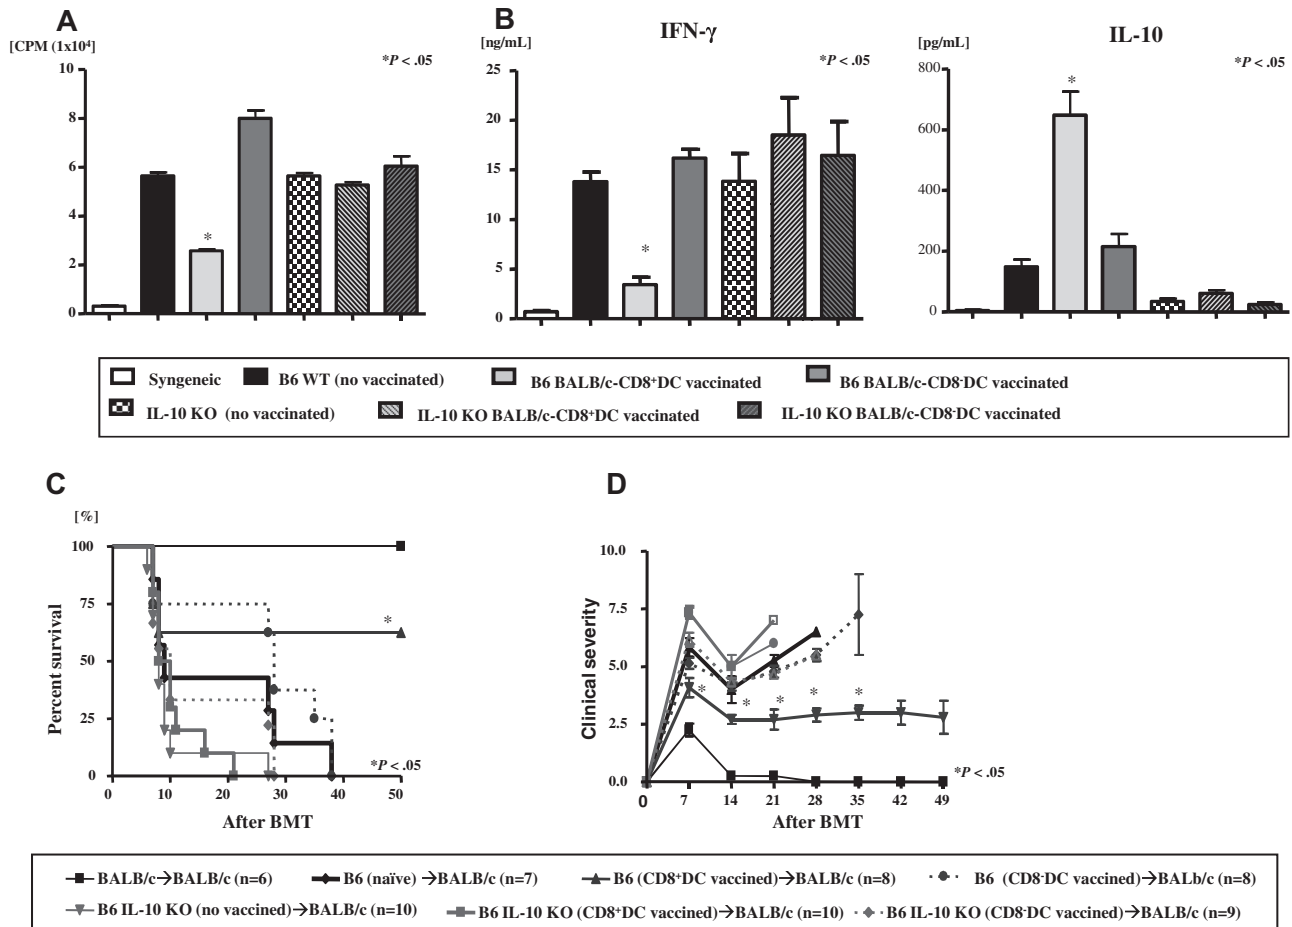 A
[CPM (1x10⁴]
*P < .05
10
8
6
4
2
0
B
[ng/mL]
IFN-γ
*P < .05
25
20
15
10
5
0
*
*
[pg/mL]
IL-10
*P < .05
800
600
400
200
0
*
Syngeneic
B6 WT (no vaccinated)
B6 BALB/c-CD8⁺DC vaccinated
B6 BALB/c-CD8⁻DC vaccinated
IL-10 KO (no vaccinated)
IL-10 KO BALB/c-CD8⁺DC vaccinated
IL-10 KO BALB/c-CD8⁻DC vaccinated
C
[%]
100
75
50
25
0
Percent survival
*
*P < .05
0 10 20 30 40 50
After BMT
D
10.0
7.5
5.0
2.5
0.0
Clinical severity
* * * * *
*P < .05
0 7 14 21 28 35 42 49
After BMT
BALB/c→BALB/c (n=6)
B6 (naïve) →BALB/c (n=7)
B6 (CD8⁺DC vaccined)→BALB/c (n=8)
B6 (CD8⁻DC vaccined)→BALb/c (n=8)
B6 IL-10 KO (no vaccined)→BALB/c (n=10)
B6 IL-10 KO (CD8⁺DC vaccined)→BALB/c (n=10)
B6 IL-10 KO (CD8⁻DC vaccined)→BALB/c (n=9)